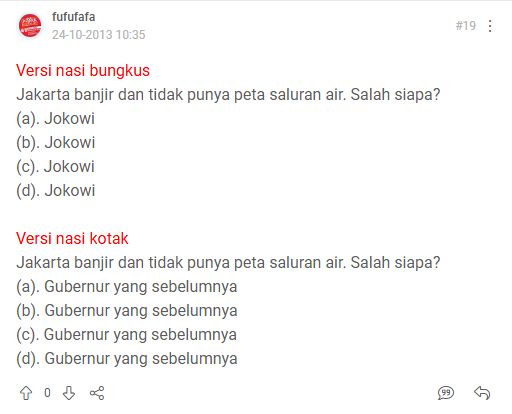 fufufafa
24-10-2013 10:35
#19
Versi nasi bungkus
Jakarta banjir dan tidak punya peta saluran air. Salah siapa?
(a). Jokowi
(b). Jokowi
(c). Jokowi
(d). Jokowi
Versi nasi kotak
Jakarta banjir dan tidak punya peta saluran air. Salah siapa?
(a). Gubernur yang sebelumnya
(b). Gubernur yang sebelumnya
(c). Gubernur yang sebelumnya
(d). Gubernur yang sebelumnya
0